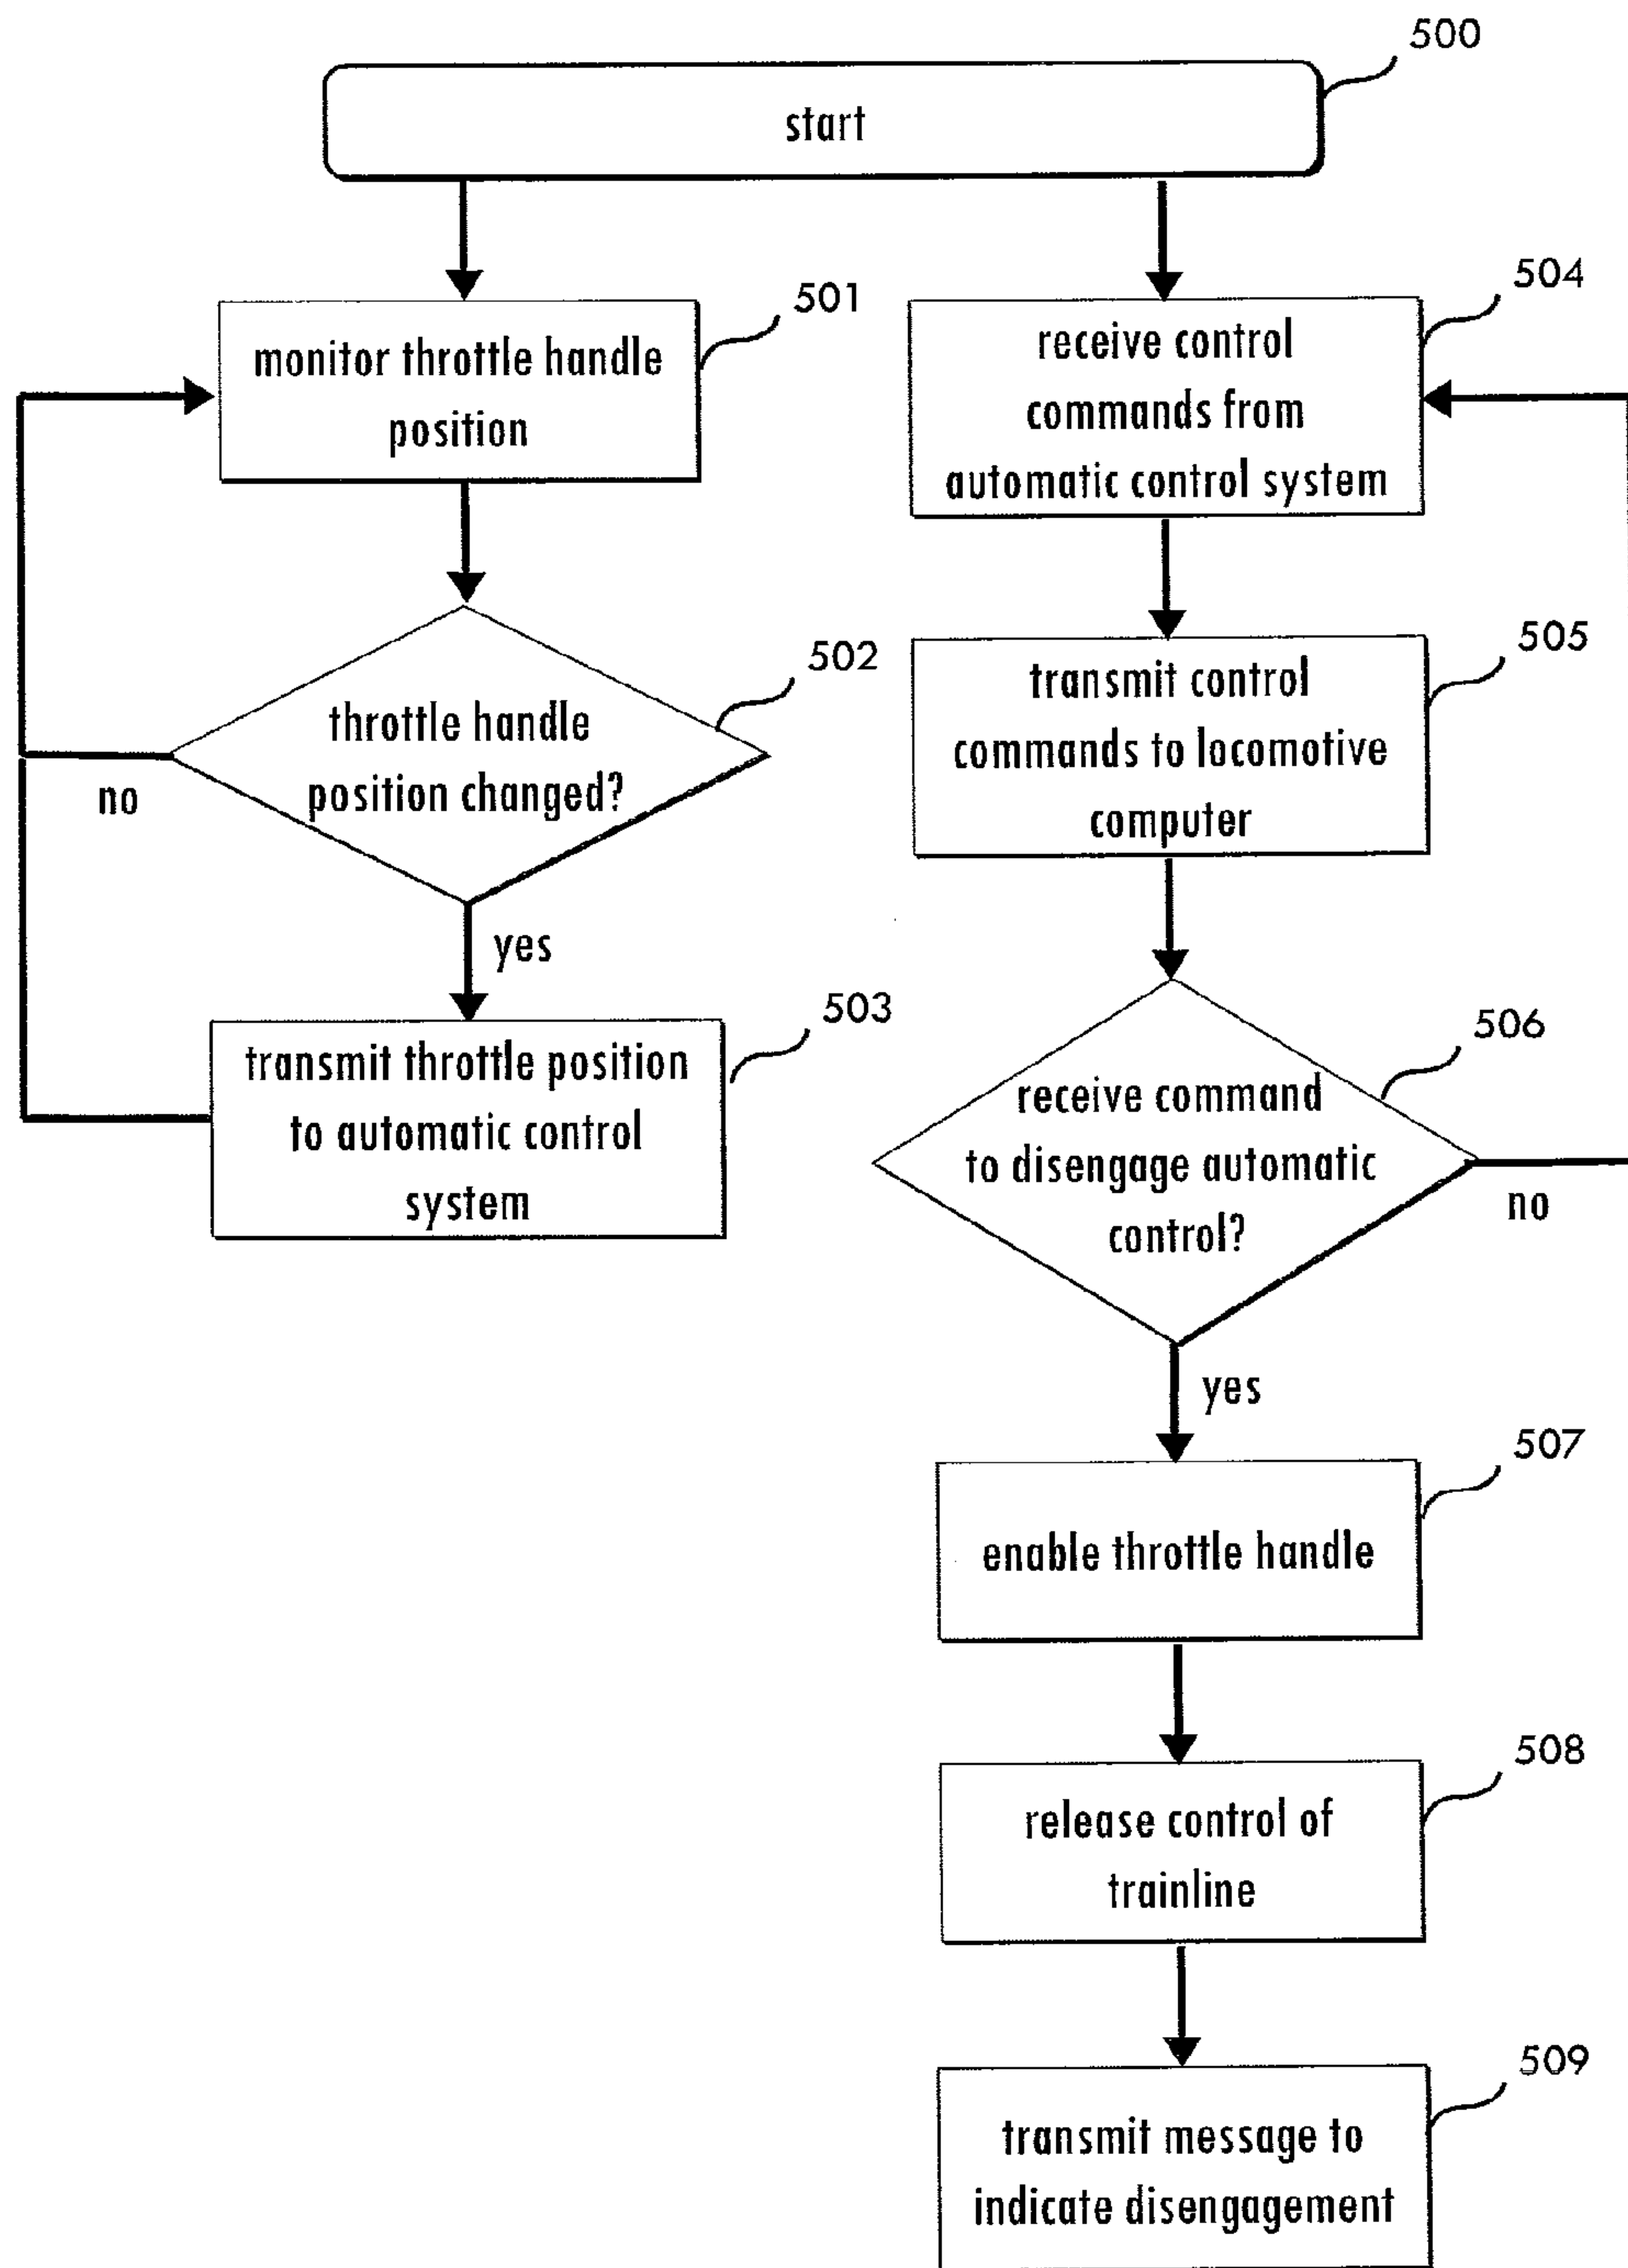 500
start
501
monitor throttle handle
position
502
throttle handle
position changed?
no
yes
503
transmit throttle position
to automatic control
system
504
receive control
commands from
automatic control system
505
transmit control
commands to locomotive
computer
506
receive command
to disengage automatic
control?
no
yes
507
enable throttle handle
508
release control of
trainline
509
transmit message to
indicate disengagement